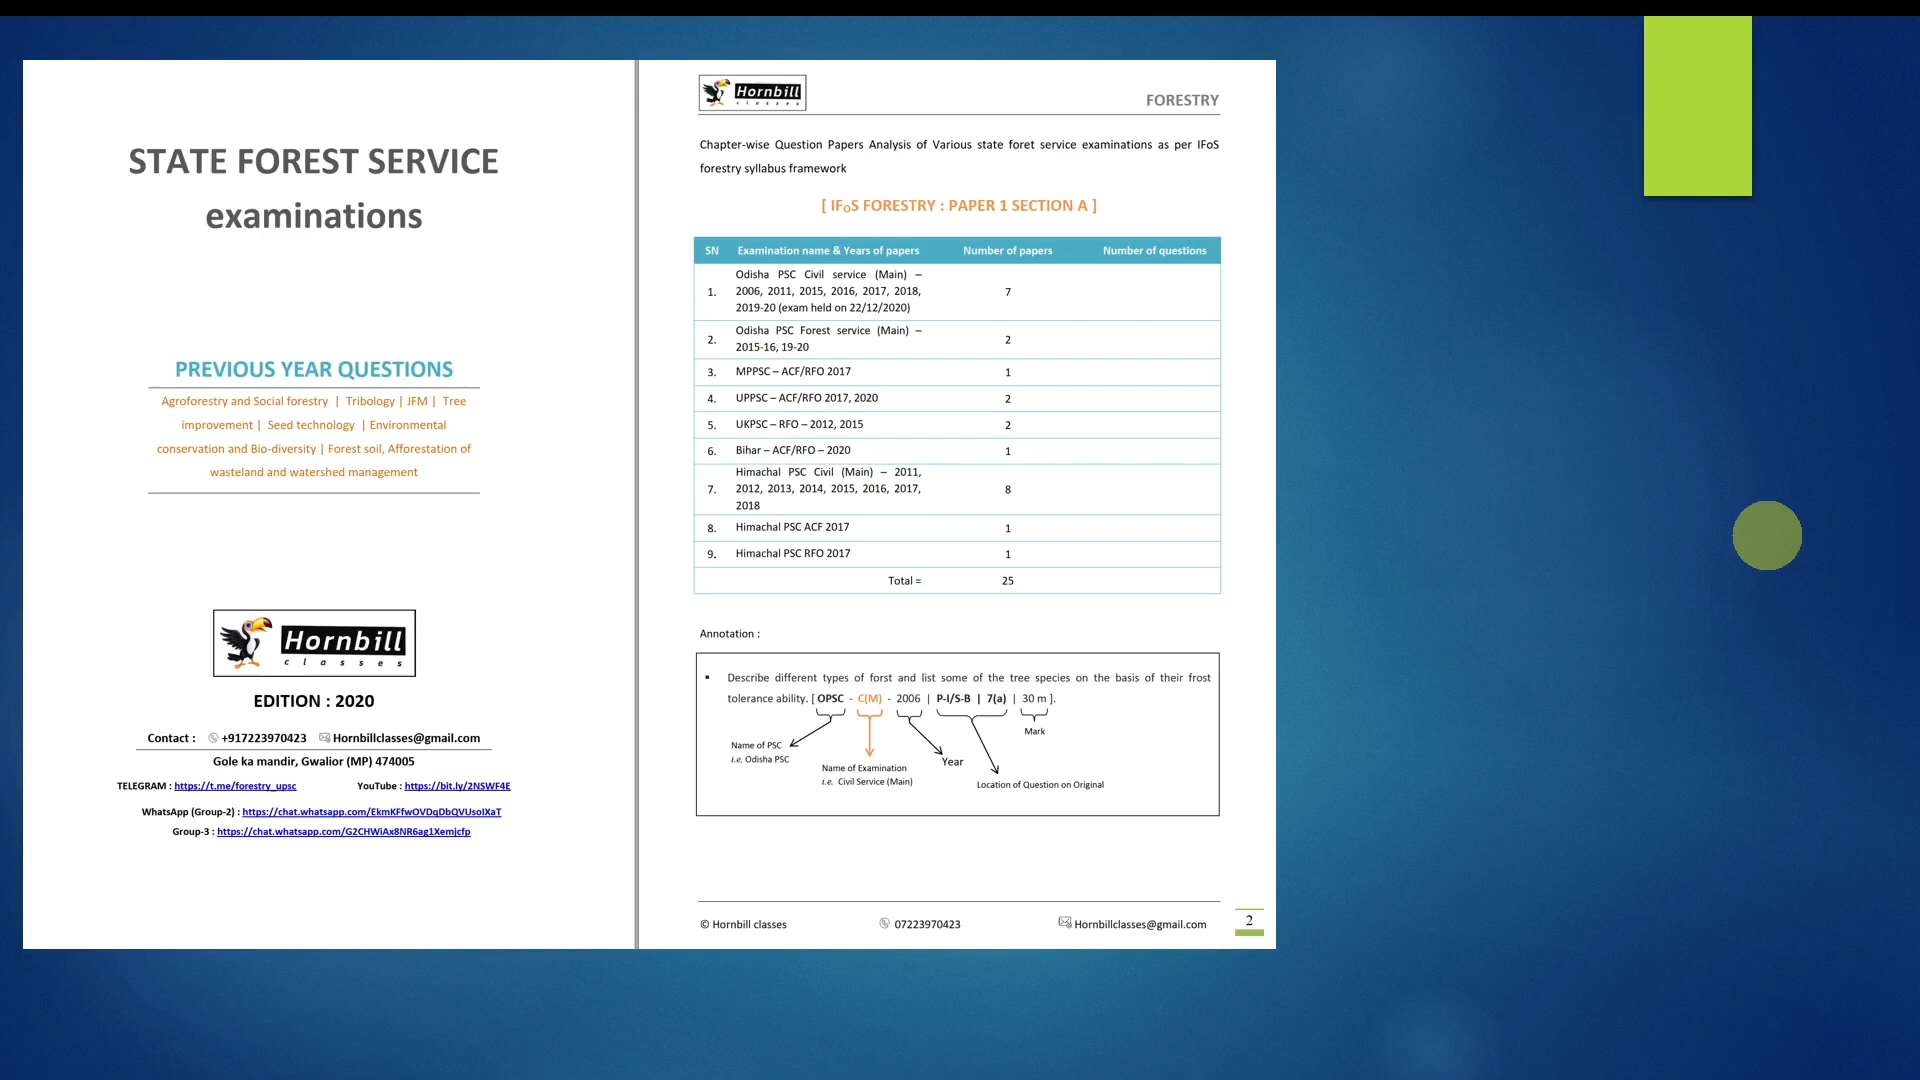 STATE FOREST SERVICE
examinations
PREVIOUS YEAR QUESTIONS
Agroforestry and Social forestry | Tribology | JFM | Tree
improvement | Seed technology | Environmental
conservation and Bio-diversity | Forest soil, Afforestation of
wasteland and watershed management
Hornbill
classes
EDITION : 2020
Contact : +917223970423 Hornbillclasses@gmail.com
Gole ka mandir, Gwalior (MP) 474005
TELEGRAM : https://t.me/forestry_upsc YouTube : https://bit.ly/2NSWF4E
WhatsApp (Group-2) : https://chat.whatsapp.com/EkmKFfwOVDqDbQVUsoIXaT
Group-3 : https://chat.whatsapp.com/G2CHWiAx8NR6ag1Xemjcfp
Hornbill
classes
FORESTRY
Chapter-wise Question Papers Analysis of Various state foret service examinations as per IFoS
forestry syllabus framework
[ IFoS FORESTRY : PAPER 1 SECTION A ]
SN Examination name & Years of papers Number of papers Number of questions
Odisha PSC Civil service (Main) –
1. 2006, 2011, 2015, 2016, 2017, 2018, 7
2019-20 (exam held on 22/12/2020)
Odisha PSC Forest service (Main) –
2. 2015-16, 19-20 2
3. MPPSC – ACF/RFO 2017 1
4. UPPSC – ACF/RFO 2017, 2020 2
5. UKPSC – RFO – 2012, 2015 2
6. Bihar – ACF/RFO – 2020 1
Himachal PSC Civil (Main) – 2011,
7. 2012, 2013, 2014, 2015, 2016, 2017, 8
2018
8. Himachal PSC ACF 2017 1
9. Himachal PSC RFO 2017 1
Total = 25
Annotation :
▪ Describe different types of forst and list some of the tree species on the basis of their frost
tolerance ability. [ OPSC - C(M) - 2006 | P-I/S-B | 7(a) | 30 m ].
Mark
Name of PSC
i.e. Odisha PSC
Year
Name of Examination
i.e. Civil Service (Main)
Location of Question on Original
© Hornbill classes 07223970423 Hornbillclasses@gmail.com
2